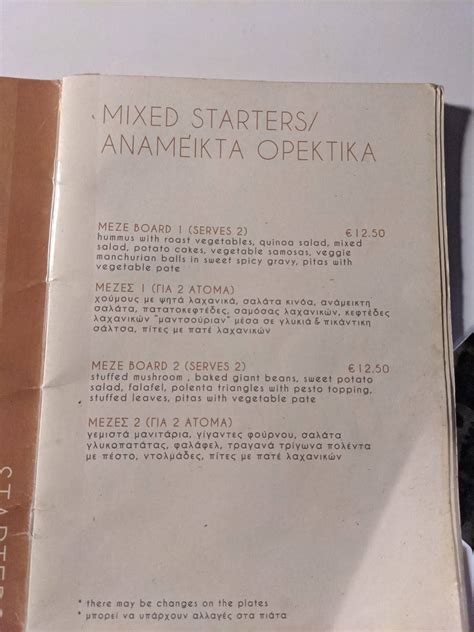 MIXED STARTERS/
ΑΝΑΜΕΙΚΤΑ ΟΡΕΚΤΙΚΑ
MEZE BOARD 1 (SERVES 2) €12.50
hummus with roast vegetables, quinoa salad, mixed
salad, potato cakes, vegetable samosas, veggie
manchurian balls in sweet spicy gravy, pitas with
vegetable pate
ΜΕΖΕΣ 1 (ΓΙΑ 2 ΑΤΟΜΑ)
χούμους με ψητά λαχανικά, σαλάτα κινόα, ανάμεικτη
σαλάτα, πατατοκεφτέδες, σαμόσας λαχανικών, κεφτέδες
λαχανικών "μαντσούριαν" μέσα σε γλυκιά & πικάντικη
σάλτσα, πίτες με πατέ λαχανικών
MEZE BOARD 2 (SERVES 2) €12.50
stuffed mushroom , baked giant beans, sweet potato
salad, falafel, polenta triangles with pesto topping,
stuffed leaves, pitas with vegetable pate
ΜΕΖΕΣ 2 (ΓΙΑ 2 ΑΤΟΜΑ)
γεμιστά μανιτάρια, γίγαντες φούρνου, σαλάτα
γλυκοπατάτας, φαλάφελ, τραγανά τρίγωνα πολέντα
με πέστο, ντολμάδες, πίτες με πατέ λαχανικών
* there may be changes on the plates
* μπορεί να υπάρχουν αλλαγές στα πιάτα